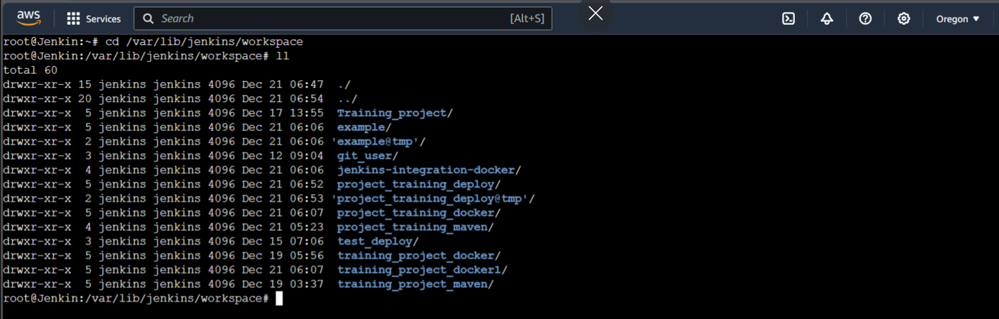 aws Services Search [Alt+S] Oregon
root@Jenkin:~# cd /var/lib/jenkins/workspace
root@Jenkin:/var/lib/jenkins/workspace# ll
total 60
drwxr-xr-x 15 jenkins jenkins 4096 Dec 21 06:47  ./
drwxr-xr-x 20 jenkins jenkins 4096 Dec 21 06:54  ../
drwxr-xr-x  5 jenkins jenkins 4096 Dec 17 13:55  Training_project/
drwxr-xr-x  5 jenkins jenkins 4096 Dec 21 06:06  example/
drwxr-xr-x  2 jenkins jenkins 4096 Dec 21 06:06 'example@tmp'/
drwxr-xr-x  3 jenkins jenkins 4096 Dec 12 09:04  git_user/
drwxr-xr-x  4 jenkins jenkins 4096 Dec 21 06:06  jenkins-integration-docker/
drwxr-xr-x  5 jenkins jenkins 4096 Dec 21 06:52  project_training_deploy/
drwxr-xr-x  2 jenkins jenkins 4096 Dec 21 06:53 'project_training_deploy@tmp'/
drwxr-xr-x  5 jenkins jenkins 4096 Dec 21 06:07  project_training_docker/
drwxr-xr-x  4 jenkins jenkins 4096 Dec 21 05:23  project_training_maven/
drwxr-xr-x  3 jenkins jenkins 4096 Dec 15 07:06  test_deploy/
drwxr-xr-x  5 jenkins jenkins 4096 Dec 19 05:56  training_project_docker/
drwxr-xr-x  5 jenkins jenkins 4096 Dec 21 06:07  training_project_docker1/
drwxr-xr-x  5 jenkins jenkins 4096 Dec 19 03:37  training_project_maven/
root@Jenkin:/var/lib/jenkins/workspace#